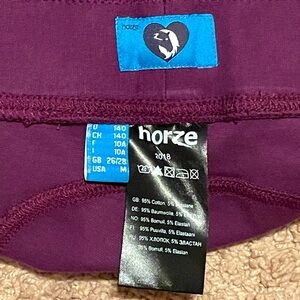 horze
140
CH 140
F 10A
I 10A
GB 26/28
USA M
horze
2018
GB: 95% Cotton, 5% Elastane
DE: 95% Baumwolle, 5% Elastan
NO: 95% Bomull, 5% Elastan
FI: 95% Puuvilla, 5% Elastaani
RU: 95% ХЛОПОК, 5% ЭЛАСТАН
95% Bomull, 5% Elastan